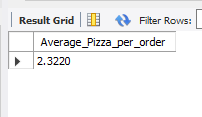 Result Grid Filter Rows:
Average_Pizza_per_order
2.3220